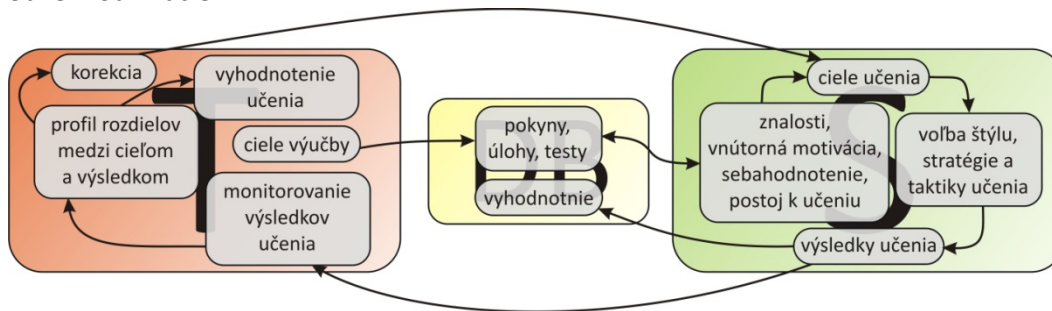 korekcia
vyhodnotenie
učenia
profil rozdielov
medzi cieľom
a výsledkom
ciele výučby
monitorovanie
výsledkov
učenia
T
pokyny,
úlohy, testy
vyhodnotnie
DB
ciele učenia
znalosti,
vnútorná motivácia,
sebahodnotenie,
postoj k učeniu
voľba štýlu,
stratégie a
taktiky učenia
výsledky učenia
S